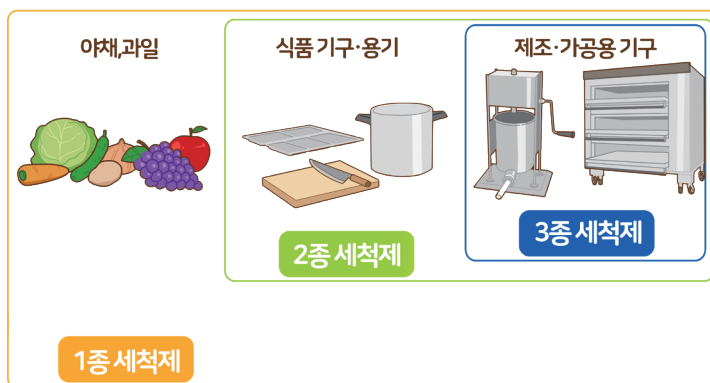 야채,과일
식품 기구·용기
제조·가공용 기구
3종 세척제
2종 세척제
1종 세척제